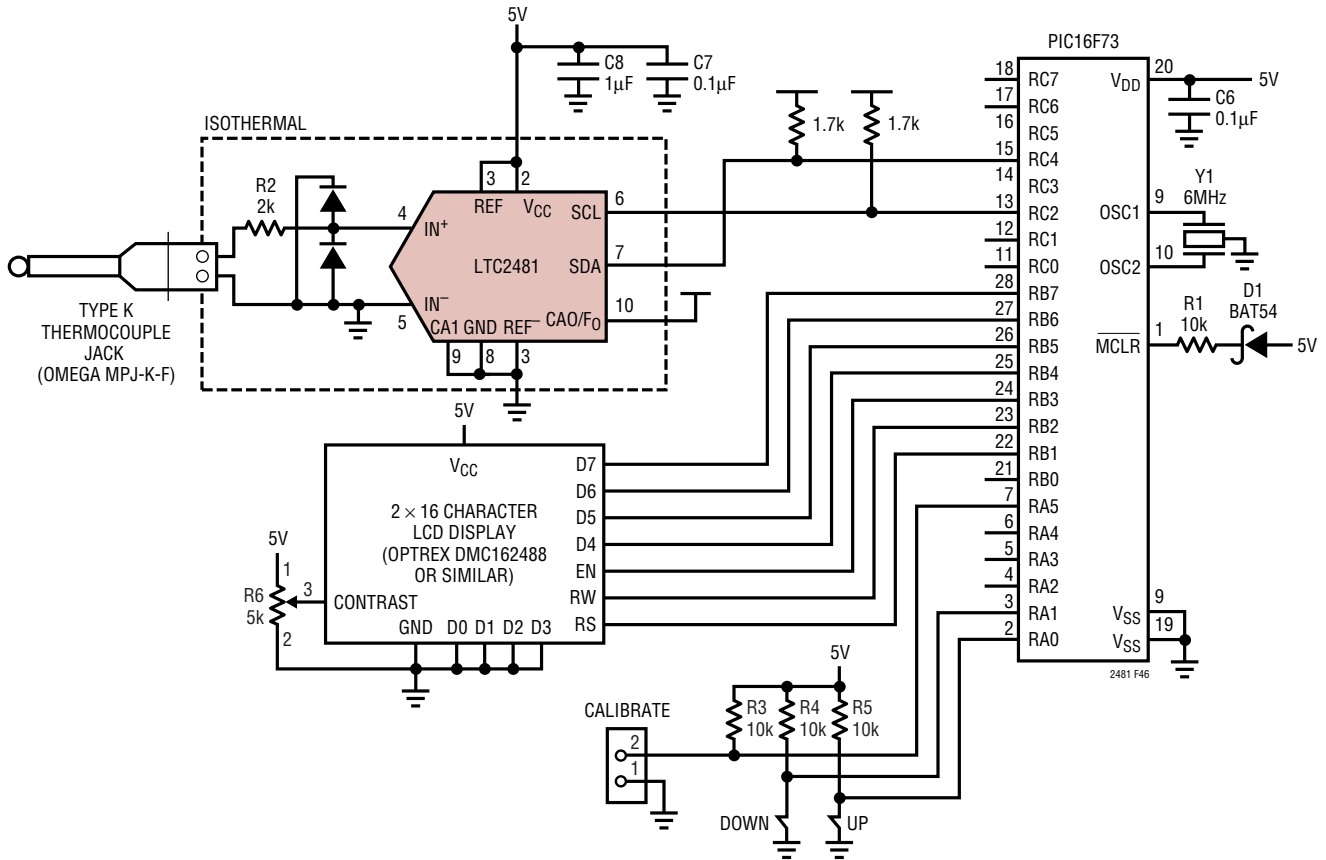 5V
C8
1µF
C7
0.1µF
ISOTHERMAL
R2
2k
TYPE K
THERMOCOUPLE
JACK
(OMEGA MPJ-K-F)
4
IN+
3
REF
2
VCC
SCL
6
LTC2481
SDA
7
IN−
5
CA1
GND
REF−
CAO/FO
10
9
8
3
1.7k
1.7k
PIC16F73
18
RC7
17
RC6
16
RC5
15
RC4
14
RC3
13
RC2
12
RC1
11
RC0
28
RB7
27
RB6
26
RB5
25
RB4
24
RB3
23
RB2
22
RB1
21
RB0
7
RA5
6
RA4
5
RA3
4
RA2
3
RA1
2
RA0
VDD
20
5V
C6
0.1µF
Y1
6MHz
OSC1
9
OSC2
10
D1
BAT54
R1
10k
MCLR
1
5V
VSS
9
VSS
19
2481 F46
5V
VCC
2 × 16 CHARACTER
LCD DISPLAY
(OPTREX DMC162488
OR SIMILAR)
D7
D6
D5
D4
EN
RW
RS
5V
1
R6
5k
3
2
CONTRAST
GND D0 D1 D2 D3
5V
R3
10k
R4
10k
R5
10k
CALIBRATE
2
1
DOWN
UP